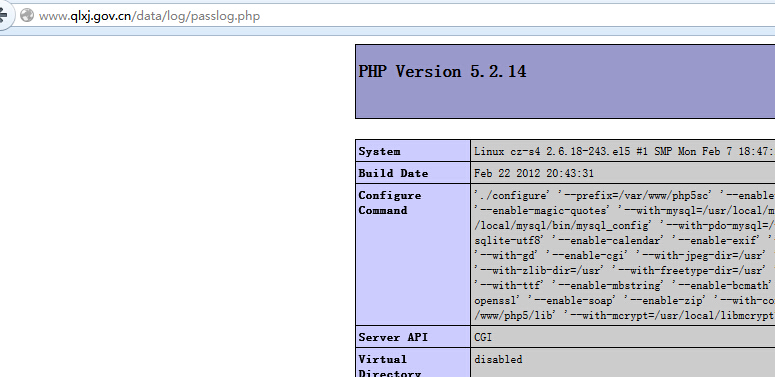 www.qlxj.gov.cn/data/log/passlog.php
PHP Version 5.2.14
System Linux cz-s4 2.6.18-243.el5 #1 SMP Mon Feb 7 18:47:
Build Date Feb 22 2012 20:43:31
Configure Command './configure' '--prefix=/var/www/php5sc' '--enable
'--enable-magic-quotes' '--with-mysql=/usr/local/m
/local/mysql/bin/mysql_config' '--with-pdo-mysql=/
sqlite-utf8' '--enable-calendar' '--enable-exif' '
'--with-gd' '--enable-cgi' '--with-jpeg-dir=/usr'
'--with-zlib-dir=/usr' '--with-freetype-dir=/usr'
'--with-ttf' '--enable-mbstring' '--enable-bcmath'
openssl' '--enable-soap' '--enable-zip' '--with-co
/www/php5/lib' '--with-mcrypt=/usr/local/libmcrypt
Server API CGI
Virtual Directory disabled